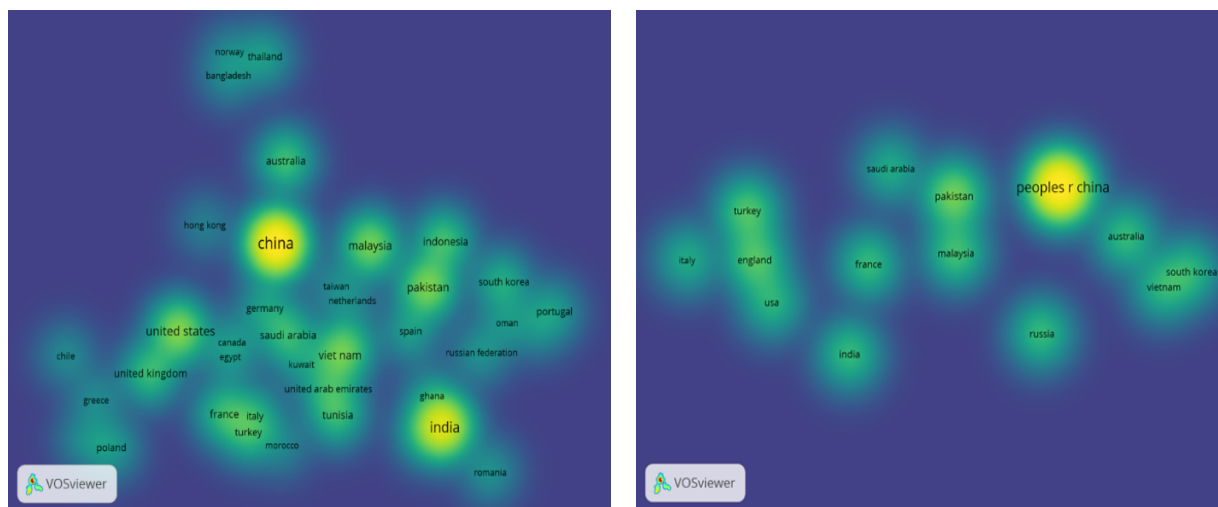 norway
thailand
bangladesh
australia
hong kong
china
malaysia
indonesia
taiwan
netherlands
pakistan
south korea
portugal
germany
united states
canada
saudi arabia
spain
oman
egypt
kuwait
viet nam
russian federation
chile
united kingdom
united arab emirates
greece
france
italy
turkey
tunisia
ghana
india
morocco
poland
romania
VOSviewer
saudi arabia
pakistan
peoples r china
turkey
australia
italy
england
france
malaysia
south korea
vietnam
usa
russia
india
VOSviewer